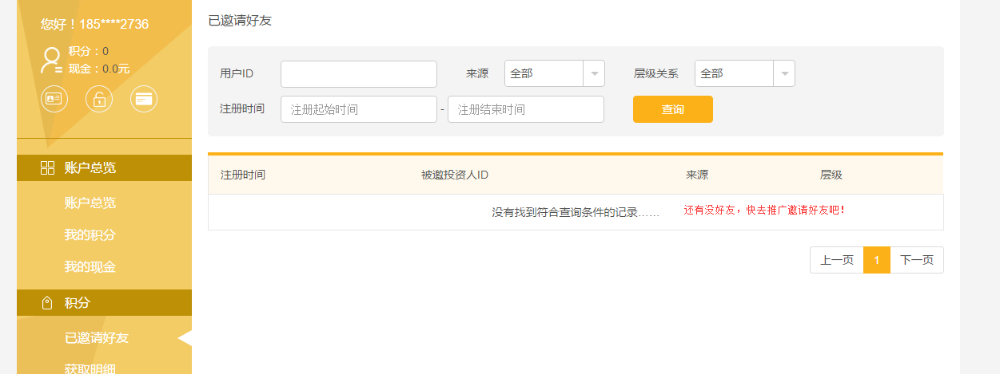 您好！185****2736
积分：0
现金：0.0元
账户总览
账户总览
我的积分
我的现金
积分
已邀请好友
获取明细
已邀请好友
用户ID 来源 全部 层级关系 全部
注册时间 注册起始时间 - 注册结束时间 查询
注册时间 被邀投资人ID 来源 层级
没有找到符合查询条件的记录…… 还有没好友，快去推广邀请好友吧!
上一页 1 下一页